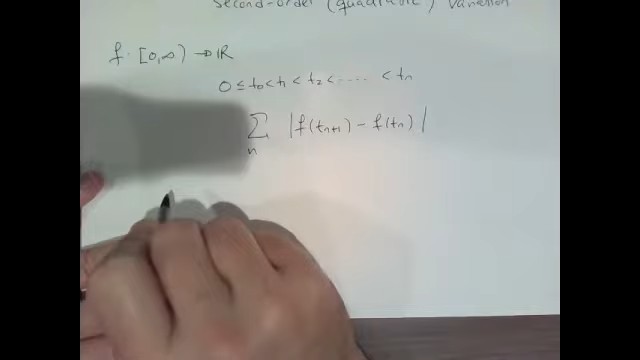 Second-order (quadratic) Variation
f: [0,∞) → ℝ
0 ≤ t₀ < t₁ < t₂ < ..... < tₙ
∑ₙ |f(tₙ₊₁) - f(tₙ)|